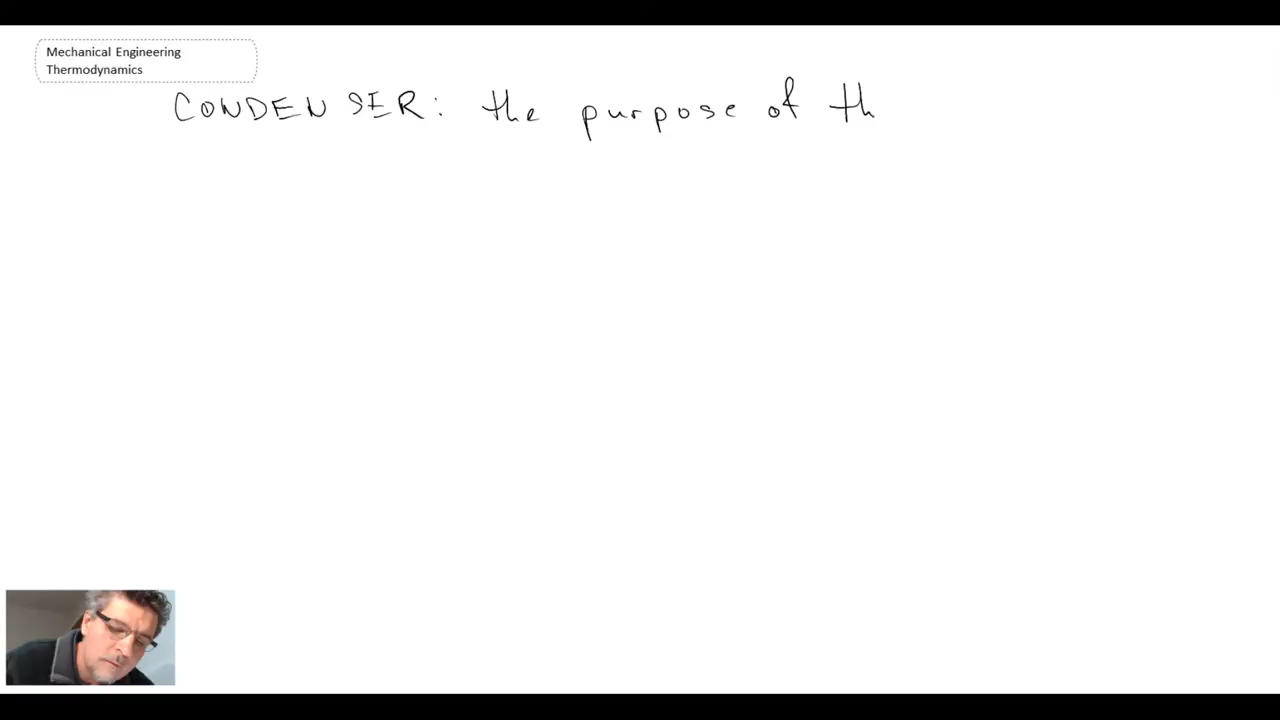 Mechanical Engineering
Thermodynamics
CONDENSER: the purpose of th